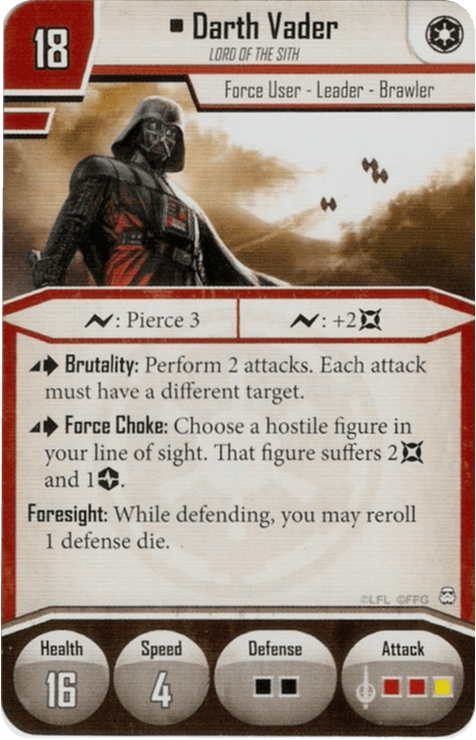 18
Darth Vader
LORD OF THE SITH
Force User - Leader - Brawler
: Pierce 3
: +2
Brutality: Perform 2 attacks. Each attack
must have a different target.
Force Choke: Choose a hostile figure in
your line of sight. That figure suffers 2
and 1.
Foresight: While defending, you may reroll
1 defense die.
©LFL ©FFG
Health
Speed
Defense
Attack
16
4